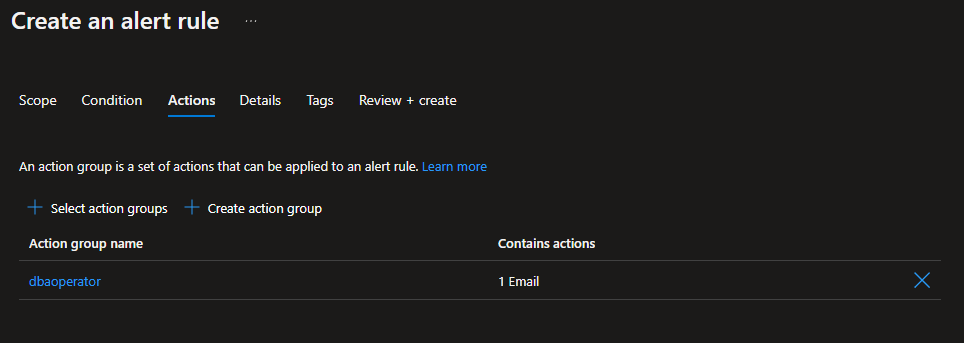 Create an alert rule ...
Scope Condition Actions Details Tags Review + create
An action group is a set of actions that can be applied to an alert rule. Learn more
+ Select action groups + Create action group
Action group name Contains actions
dbaoperator 1 Email